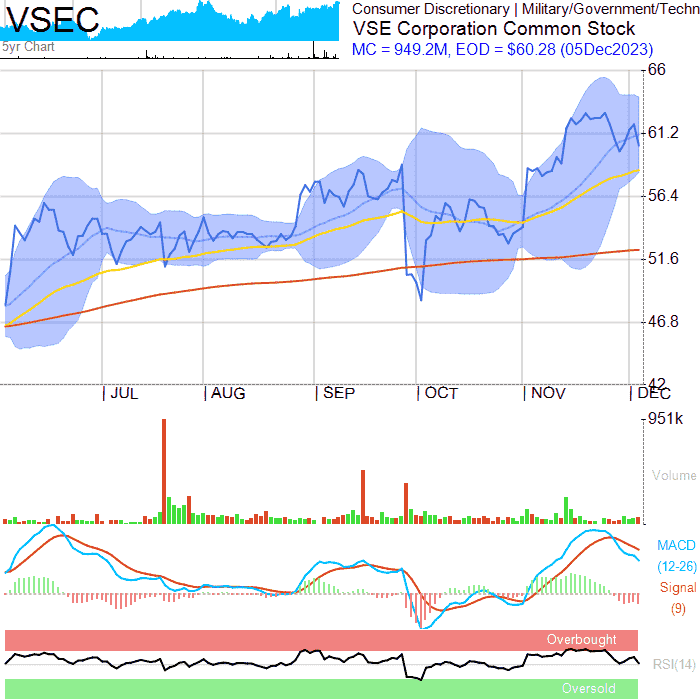 VSEC
5yr Chart
Consumer Discretionary | Military/Government/Techn
VSE Corporation Common Stock
MC = 949.2M, EOD = $60.28 (05Dec2023)
66
61.2
56.4
51.6
46.8
42
JUL
AUG
SEP
OCT
NOV
DEC
951k
Volume
MACD
(12-26)
Signal
(9)
Overbought
RSI(14)
Oversold